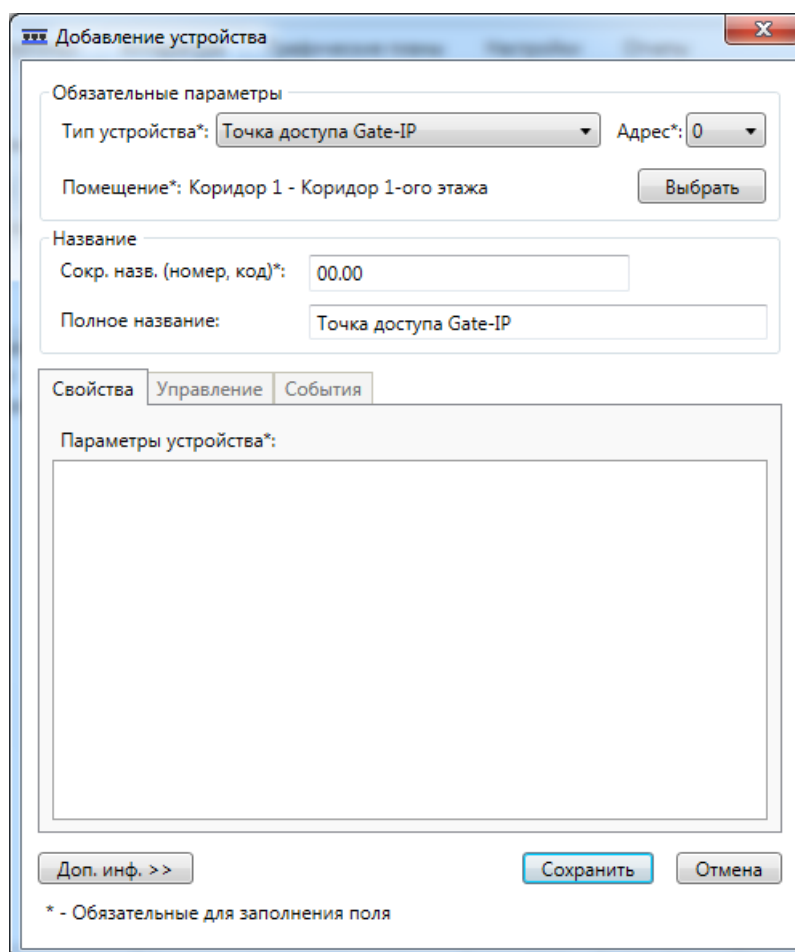 Добавление устройства
Обязательные параметры
Тип устройства*: Точка доступа Gate-IP Адрес*: 0
Помещение*: Коридор 1 - Коридор 1-ого этажа Выбрать
Название
Сокр. назв. (номер, код)*: 00.00
Полное название: Точка доступа Gate-IP
Свойства Управление События
Параметры устройства*:
Доп. инф. >> Сохранить Отмена
* - Обязательные для заполнения поля